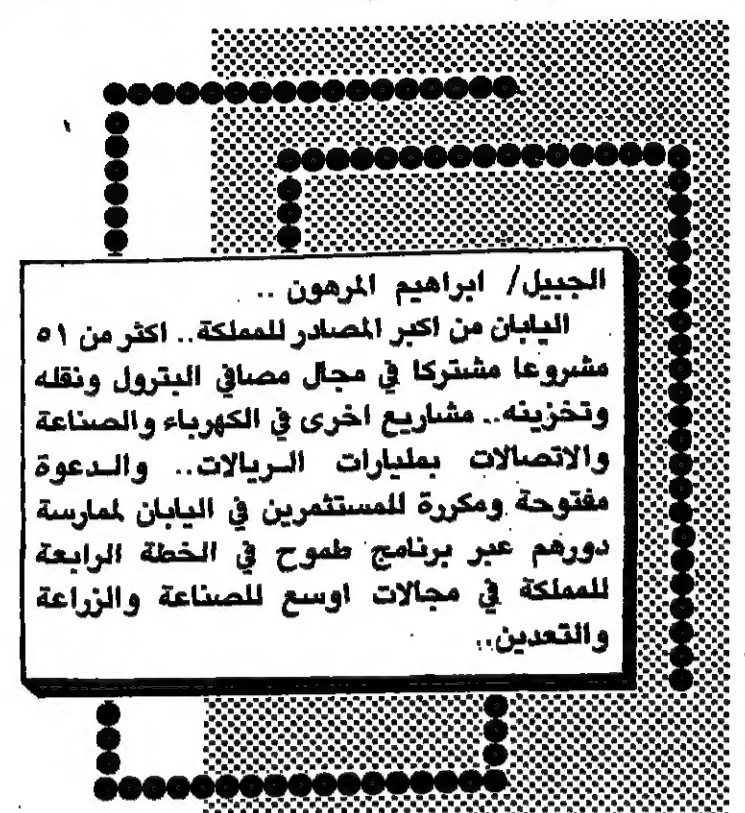 الجبيل/ ابراهيم المرهون ..
اليابان من اكبر المصادر للمملكة.. اكثر من ٥١
مشروعا مشتركا في مجال مصافي البترول ونقله
وتخزينه.. مشاريع اخرى في الكهرباء والصناعة
والاتصالات بمليارات الريالات.. والدعوة
مفتوحة ومكررة للمستثمرين في اليابان لممارسة
دورهم عبر برنامج طموح في الخطة الرابعة
للمملكة في مجالات اوسع للصناعة والزراعة
والتعدين..